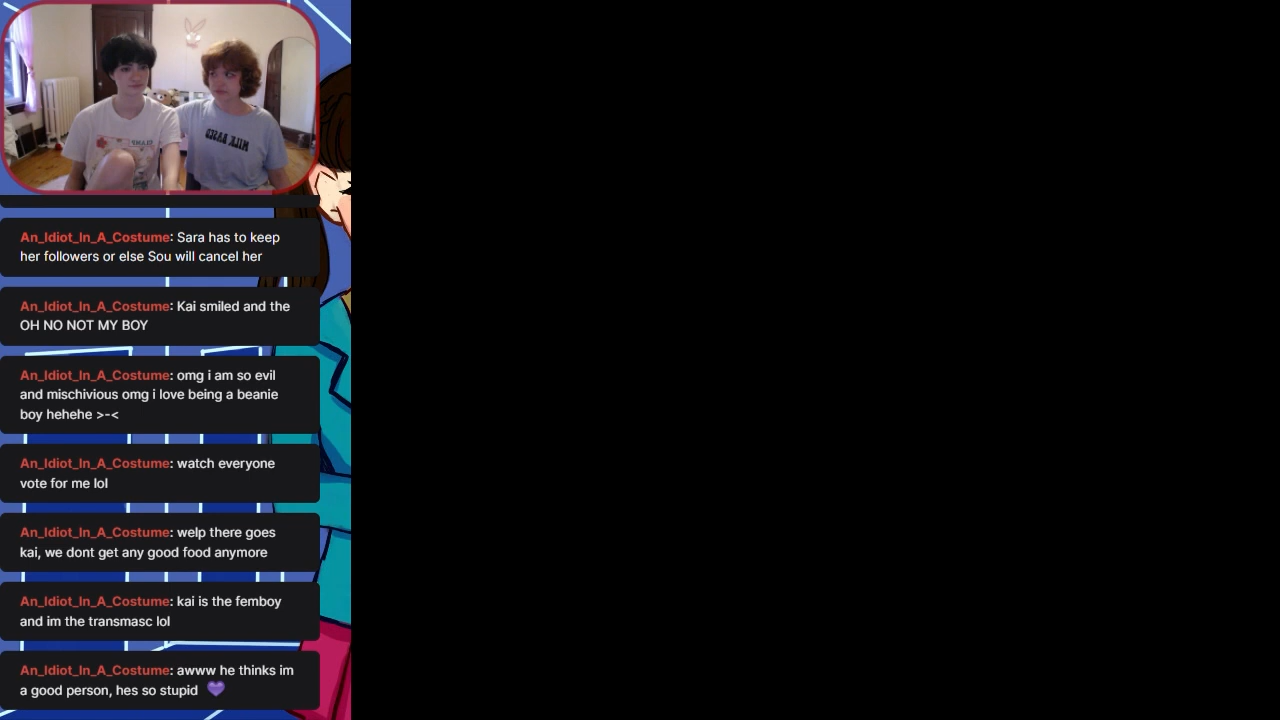 MILK BASED
An_Idiot_In_A_Costume: Sara has to keep
her followers or else Sou will cancel her
An_Idiot_In_A_Costume: Kai smiled and the
OH NO NOT MY BOY
An_Idiot_In_A_Costume: omg i am so evil
and mischivious omg i love being a beanie
boy hehehe >-<
An_Idiot_In_A_Costume: watch everyone
vote for me lol
An_Idiot_In_A_Costume: welp there goes
kai, we dont get any good food anymore
An_Idiot_In_A_Costume: kai is the femboy
and im the transmasc lol
An_Idiot_In_A_Costume: awww he thinks im
a good person, hes so stupid 💜